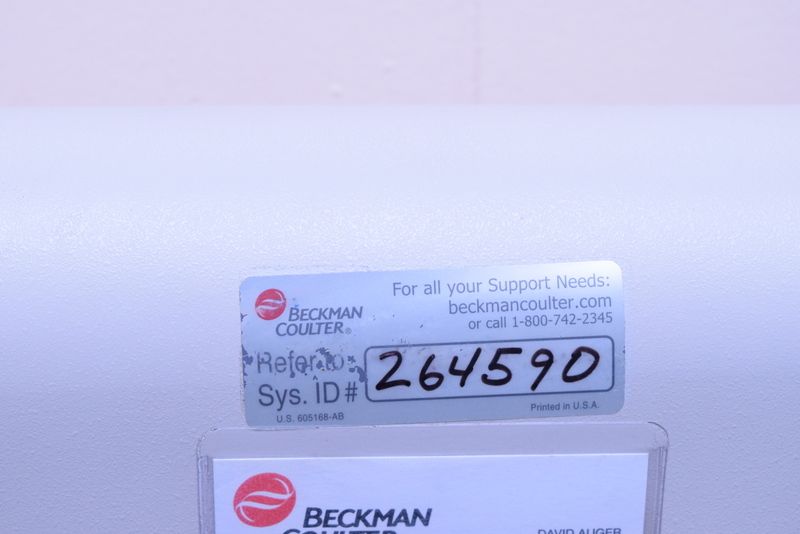 For all your Support Needs:
beckmancoulter.com
or call 1-800-742-2345
BECKMAN
COULTER®
Refer to
Sys. ID# 264590
U.S. 605168-AB
Printed in U.S.A.
BECKMAN
COULTER
DAVID AUGER